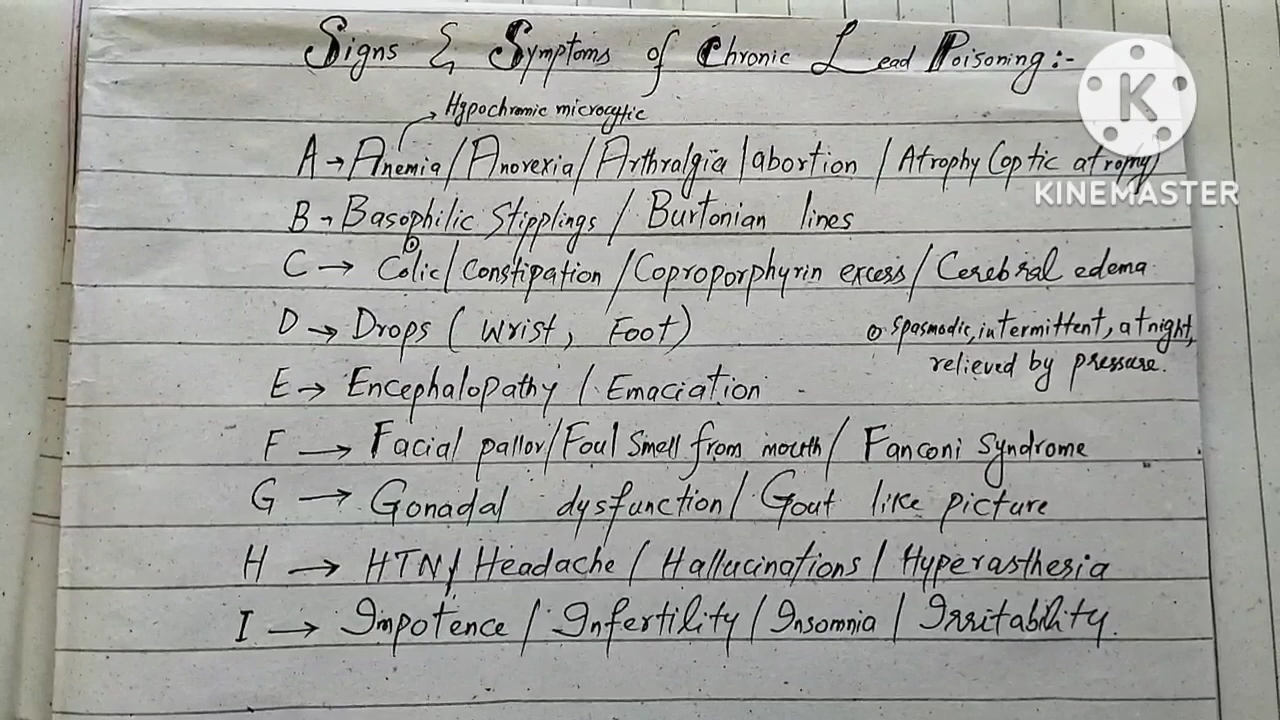 Signs & Symptoms of Chronic Lead Poisoning:-
Hypochromic microcytic
A → Anemia/Anorexia/Arthralgia/abortion/Atrophy (optic atrophy)
B → Basophilic Stipplings / Burtonian lines
C → Colic/Constipation/Coproporphyrin excess/Cerebral edema
D → Drops (Wrist, Foot)
⊙ Spasmodic, intermittent, at night,
relieved by pressure.
E → Encephalopathy / Emaciation
F → Facial pallor/Foul Smell from mouth/ Fanconi Syndrome
G → Gonadal dysfunction/ Gout like picture
H → HTN/ Headache/ Hallucinations/ Hyperasthesia
I → Impotence/ Infertility/ Insomnia/ Irritability.
K
KINEMASTER